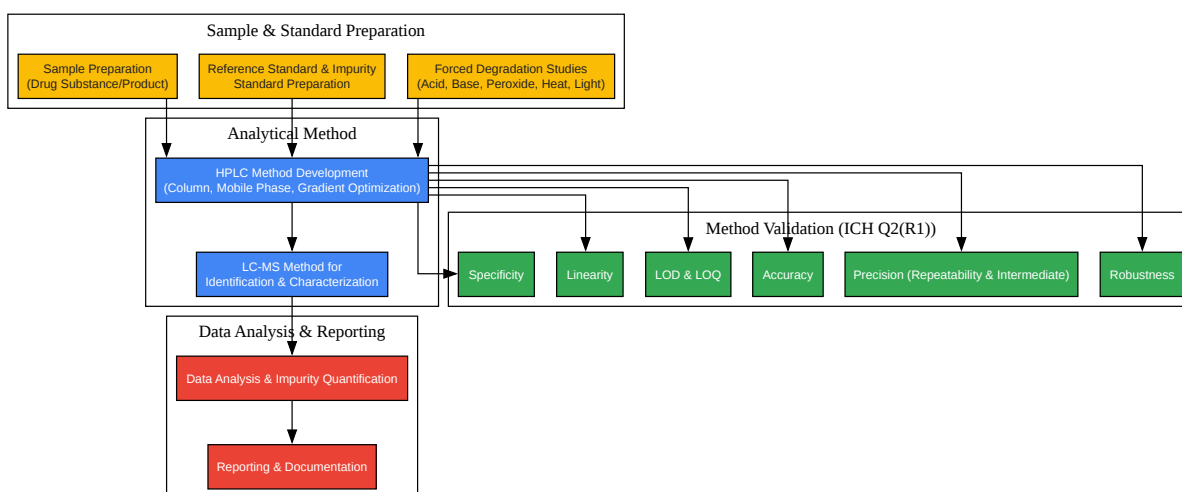 Sample & Standard Preparation
Sample Preparation
(Drug Substance/Product)
Reference Standard & Impurity
Standard Preparation
Forced Degradation Studies
(Acid, Base, Peroxide, Heat, Light)
Analytical Method
HPLC Method Development
(Column, Mobile Phase, Gradient Optimization)
LC-MS Method for
Identification & Characterization
Method Validation (ICH Q2(R1))
Specificity
Linearity
LOD & LOQ
Accuracy
Precision (Repeatability & Intermediate)
Robustness
Data Analysis & Reporting
Data Analysis & Impurity Quantification
Reporting & Documentation